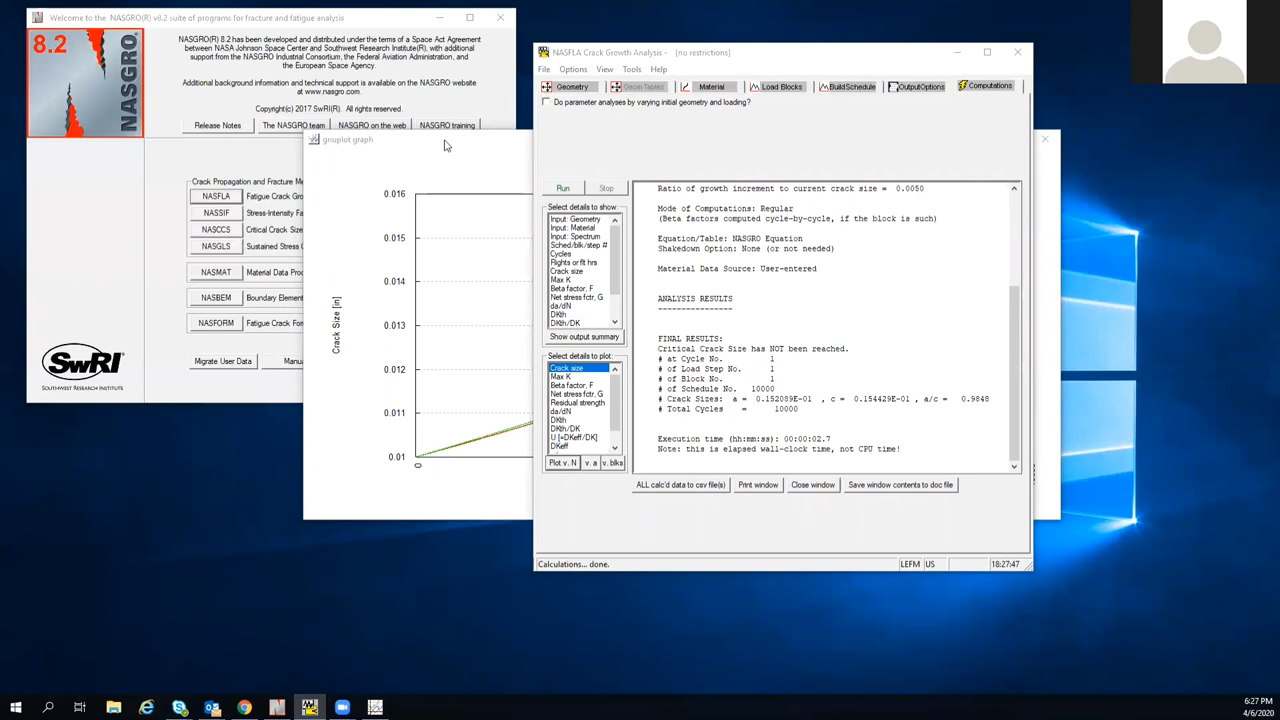 Welcome to the NASGRO(R) v8.2 suite of programs for fracture and fatigue analysis
8.2
NASGRO
NASGRO(R) 8.2 has been developed and distributed under the terms of a Space Act Agreement
between NASA Johnson Space Center and Southwest Research Institute(R), with additional
support from the NASGRO Industrial Consortium, the Federal Aviation Administration, and
the European Space Agency.
Additional background information and technical support is available on the NASGRO website
at www.nasgro.com.
Copyright(c) 2017 SwRI(R). All rights reserved.
Release Notes
The NASGRO team
NASGRO on the web
NASGRO training
Crack Propagation and Fracture Me
NASFLA Fatigue Crack Gro
NASSIF Stress-Intensity Fa
NASCCS Critical Crack Size
NASGLS Sustained Stress C
NASMAT Material Data Proc
NASBEM Boundary Element
NASFORM Fatigue Crack For
Migrate User Data
Manu
SwRI
SOUTHWEST RESEARCH INSTITUTE
gnuplot graph
0.016
0.015
0.014
0.013
0.012
0.011
0.01
0
Crack Size [in]
NASFLA Crack Growth Analysis - [no restrictions]
File Options View Tools Help
Geometry
Geom Tables
Material
Load Blocks
BuildSchedule
OutputOptions
Computations
Do parameter analyses by varying initial geometry and loading?
Run
Stop
Select details to show:
Input: Geometry
Input: Material
Input: Spectrum
Sched/blk/step #
Cycles
Flights or flt hrs
Crack size
Max K
Beta factor, F
Net stress fctr, G
da/dN
DKth
DKth/DK
Show output summary
Select details to plot:
Crack size
Max K
Beta factor, F
Net stress fctr, G
Residual strength
da/dN
DKth
DKth/DK
U [=DKeff/DK]
DKeff
Plot v. N
v. a
v. blks
Ratio of growth increment to current crack size = 0.0050
Mode of Computations: Regular
(Beta factors computed cycle-by-cycle, if the block is such)
Equation/Table: NASGRO Equation
Shakedown Option: None (or not needed)
Material Data Source: User-entered
ANALYSIS RESULTS
----------------
FINAL RESULTS:
Critical Crack Size has NOT been reached.
# at Cycle No. 1
# of Load Step No. 1
# of Block No. 1
# of Schedule No. 10000
# Crack Sizes: a = 0.152089E-01 , c = 0.154429E-01 , a/c = 0.9848
# Total Cycles = 10000
Execution time (hh:mm:ss): 00:00:02.7
Note: this is elapsed wall-clock time, not CPU time!
ALL calc'd data to csv file(s)
Print window
Close window
Save window contents to doc file
Calculations... done.
LEFM
US
18:27:47
6:27 PM
4/6/2020